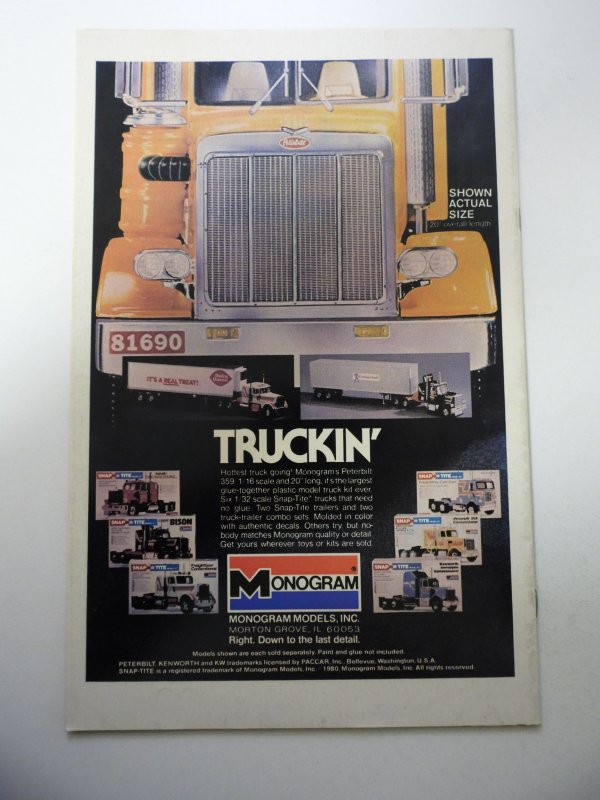 Peterbilt
SHOWN
ACTUAL
SIZE
20" overall length
81690
IT'S A REAL TREAT!
TRUCKIN'
Hottest truck going! Monogram's Peterbilt
359 1/16 scale and 20" long, it's the largest
glue-together plastic model truck kit ever.
Six 1/32 scale Snap-Tite® trucks that need
no glue. Two Snap-Tite trailers and two
truck-trailer combo sets. Molded in color
with authentic decals. Others try, but no-
body matches Monogram quality or detail.
Get yours wherever toys or kits are sold.
SNAP TITE
SNAP TITE
BISON
SNAP TITE
SNAP TITE
SNAP TITE
SNAP TITE
MONOGRAM®
MONOGRAM MODELS, INC.
MORTON GROVE, IL 60053
Right. Down to the last detail.
Models shown are each sold separately. Paint and glue not included.
PETERBILT, KENWORTH and KW trademarks licensed by PACCAR, Inc., Bellevue, Washington, U.S.A.
SNAP-TITE is a registered trademark of Monogram Models, Inc. ©1980, Monogram Models, Inc. All rights reserved.